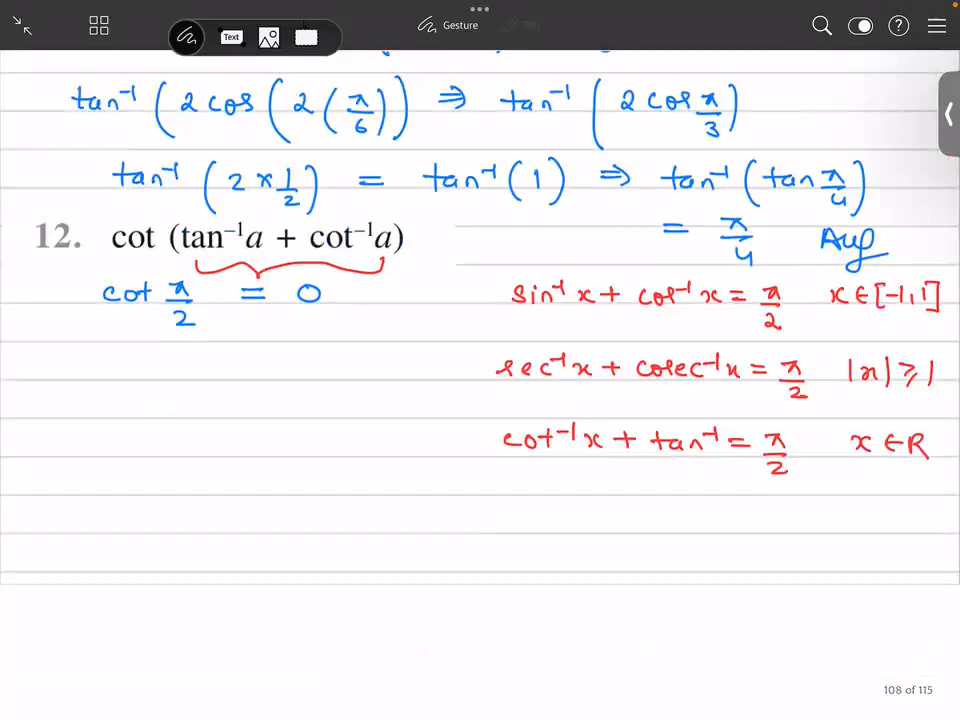 Text
Gesture
tan⁻¹ (2 cos (2 (π/6)) ⇒ tan⁻¹ (2 cos π/3)
tan⁻¹ (2 × 1/2) = tan⁻¹ (1) ⇒ tan⁻¹ (tan π/4)
= π/4 Ans
12. cot (tan⁻¹a + cot⁻¹a)
cot π/2 = 0
sin⁻¹ x + cos⁻¹ x = π/2 x ∈ [-1, 1]
sec⁻¹ x + cosec⁻¹ x = π/2 |x| ≥ 1
cot⁻¹ x + tan⁻¹ = π/2 x ∈ R
108 of 115